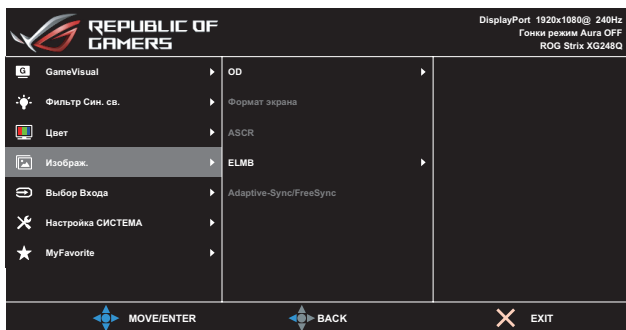 REPUBLIC OF
GAMERS
DisplayPort 1920x1080@ 240Hz
Гонки режим Aura OFF
ROG Strix XG248Q
G
GameVisual
Фильтр Син. св.
Цвет
Изображ.
Выбор Входа
Настройка СИСТЕМА
MyFavorite
OD
Формат экрана
ASCR
ELMB
Adaptive-Sync/FreeSync
MOVE/ENTER
BACK
EXIT